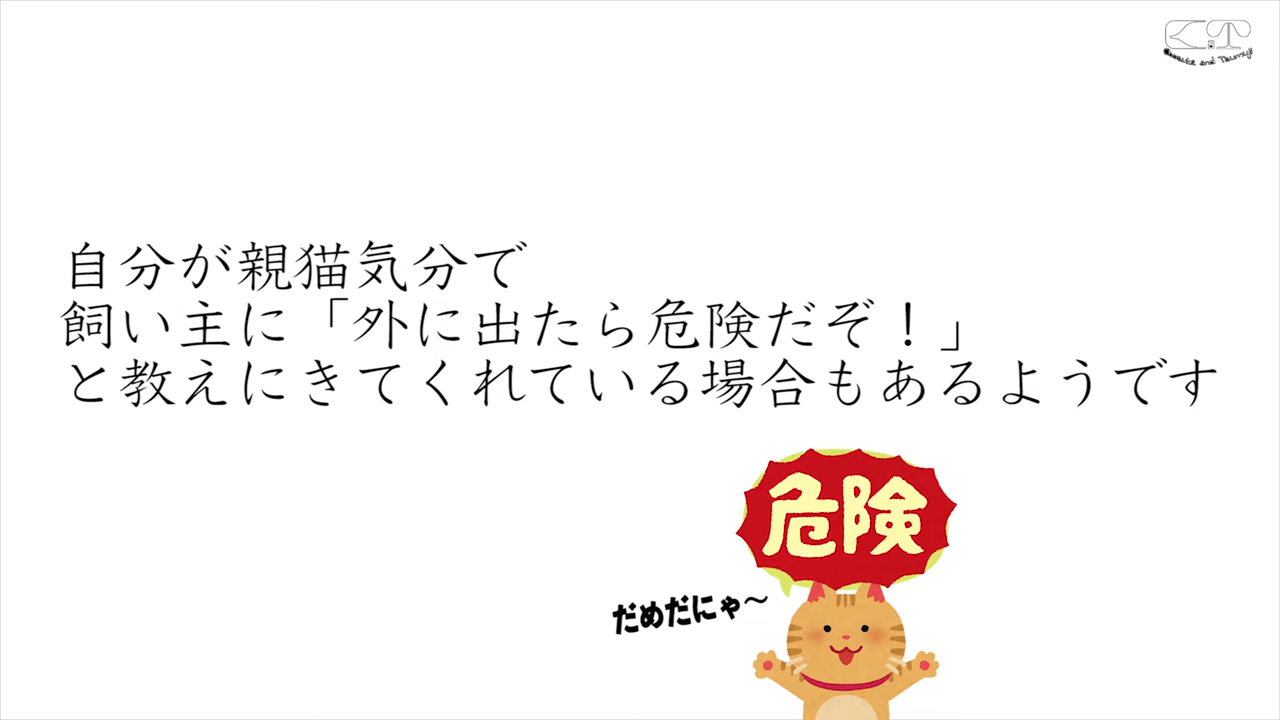 K.T
自分が親猫気分で
飼い主に「外に出たら危険だぞ！」
と教えにきてくれている場合もあるようです
危険
だめだにゃ～